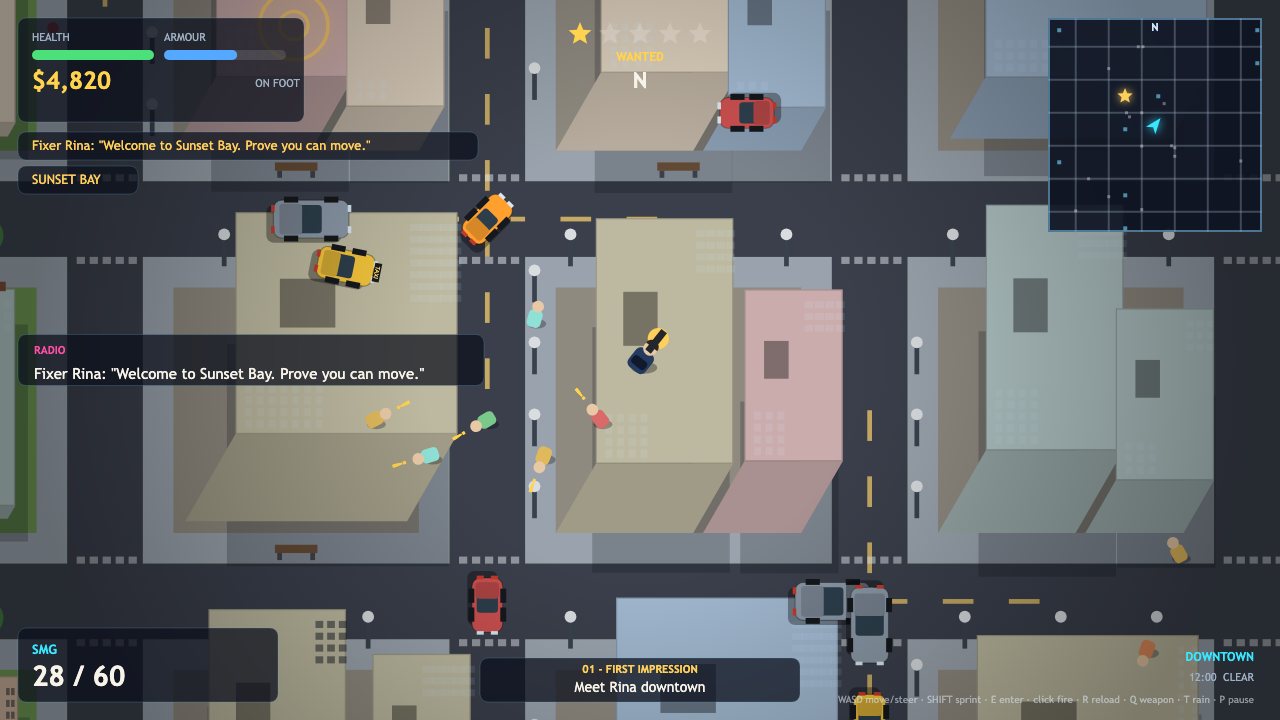 HEALTH
ARMOUR
$4,820
ON FOOT
Fixer Rina: "Welcome to Sunset Bay. Prove you can move."
SUNSET BAY
WANTED
N
N
TAXI
RADIO
Fixer Rina: "Welcome to Sunset Bay. Prove you can move."
SMG
28 / 60
01 - FIRST IMPRESSION
Meet Rina downtown
DOWNTOWN
12:00 CLEAR
WASD move/steer · SHIFT sprint · E enter · click fire · R reload · Q weapon · T rain · P pause